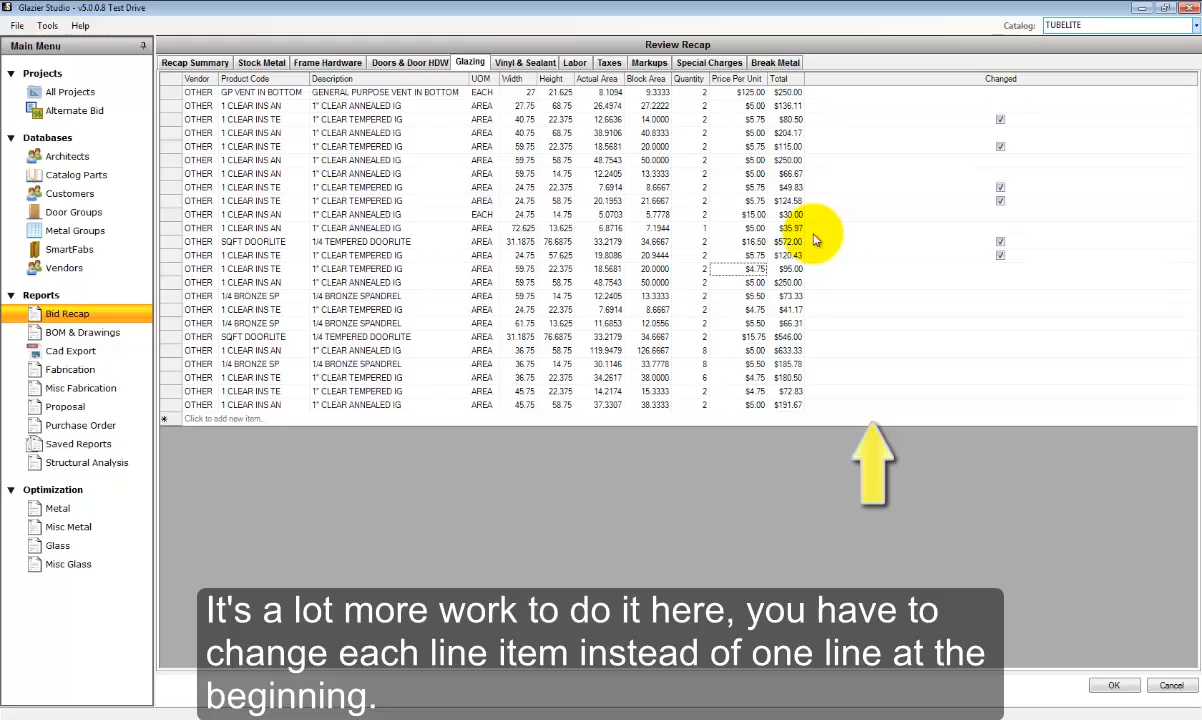 Glazier Studio - v5.0.0.8 Test Drive
File Tools Help Catalog: TUBELITE
Main Menu
Review Recap
Projects
All Projects
Alternate Bid
Databases
Architects
Catalog Parts
Customers
Door Groups
Metal Groups
SmartFabs
Vendors
Reports
Bid Recap
BOM & Drawings
Cad Export
Fabrication
Misc Fabrication
Proposal
Purchase Order
Saved Reports
Structural Analysis
Optimization
Metal
Misc Metal
Glass
Misc Glass
Recap Summary Stock Metal Frame Hardware Doors & Door HDW Glazing Vinyl & Sealant Labor Taxes Markups Special Charges Break Metal
Vendor Product Code Description UOM Width Height Actual Area Block Area Quantity Price Per Unit Total Changed
OTHER GP VENT IN BOTTOM GENERAL PURPOSE VENT IN BOTTOM EACH 27 21.625 8.1094 9.3333 2 $125.00 $250.00
OTHER 1 CLEAR INS AN 1" CLEAR ANNEALED IG AREA 27.75 68.75 26.4974 27.2222 2 $5.00 $136.11
OTHER 1 CLEAR INS TE 1" CLEAR TEMPERED IG AREA 40.75 22.375 12.6636 14.0000 2 $5.75 $80.50
OTHER 1 CLEAR INS AN 1" CLEAR ANNEALED IG AREA 40.75 68.75 38.9106 40.8333 2 $5.00 $204.17
OTHER 1 CLEAR INS TE 1" CLEAR TEMPERED IG AREA 59.75 22.375 18.5681 20.0000 2 $5.75 $115.00
OTHER 1 CLEAR INS AN 1" CLEAR ANNEALED IG AREA 59.75 58.75 48.7543 50.0000 2 $5.00 $250.00
OTHER 1 CLEAR INS AN 1" CLEAR ANNEALED IG AREA 59.75 14.75 12.2405 13.3333 2 $5.00 $66.67
OTHER 1 CLEAR INS TE 1" CLEAR TEMPERED IG AREA 24.75 22.375 7.6914 8.6667 2 $5.75 $49.83
OTHER 1 CLEAR INS TE 1" CLEAR TEMPERED IG AREA 24.75 58.75 20.1953 21.6667 2 $5.75 $124.58
OTHER 1 CLEAR INS AN 1" CLEAR ANNEALED IG EACH 24.75 14.75 5.0703 5.7778 2 $15.00 $30.00
OTHER 1 CLEAR INS AN 1" CLEAR ANNEALED IG AREA 72.625 13.625 6.8716 7.1944 1 $5.00 $35.97
OTHER SQFT DOORLITE 1/4 TEMPERED DOORLITE AREA 31.1875 76.6875 33.2179 34.6667 2 $16.50 $572.00
OTHER 1 CLEAR INS TE 1" CLEAR TEMPERED IG AREA 24.75 57.625 19.8086 20.9444 2 $5.75 $120.43
OTHER 1 CLEAR INS TE 1" CLEAR TEMPERED IG AREA 59.75 22.375 18.5681 20.0000 2 $4.75 $95.00
OTHER 1 CLEAR INS AN 1" CLEAR ANNEALED IG AREA 59.75 58.75 48.7543 50.0000 2 $5.00 $250.00
OTHER 1/4 BRONZE SP 1/4 BRONZE SPANDREL AREA 59.75 14.75 12.2405 13.3333 2 $5.50 $73.33
OTHER 1 CLEAR INS TE 1" CLEAR TEMPERED IG AREA 24.75 22.375 7.6914 8.6667 2 $4.75 $41.17
OTHER 1/4 BRONZE SP 1/4 BRONZE SPANDREL AREA 61.75 13.625 11.6853 12.0556 2 $5.50 $66.31
OTHER SQFT DOORLITE 1/4 TEMPERED DOORLITE AREA 31.1875 76.6875 33.2179 34.6667 2 $15.75 $546.00
OTHER 1 CLEAR INS AN 1" CLEAR ANNEALED IG AREA 36.75 58.75 119.9479 126.6667 8 $5.00 $633.33
OTHER 1/4 BRONZE SP 1/4 BRONZE SPANDREL AREA 36.75 14.75 30.1146 33.7778 8 $5.50 $185.78
OTHER 1 CLEAR INS TE 1" CLEAR TEMPERED IG AREA 36.75 22.375 34.2617 38.0000 6 $4.75 $180.50
OTHER 1 CLEAR INS TE 1" CLEAR TEMPERED IG AREA 45.75 22.375 14.2174 15.3333 2 $4.75 $72.83
OTHER 1 CLEAR INS AN 1" CLEAR ANNEALED IG AREA 45.75 58.75 37.3307 38.3333 2 $5.00 $191.67
Click to add new item...
It's a lot more work to do it here, you have to
change each line item instead of one line at the
beginning.
OK Cancel